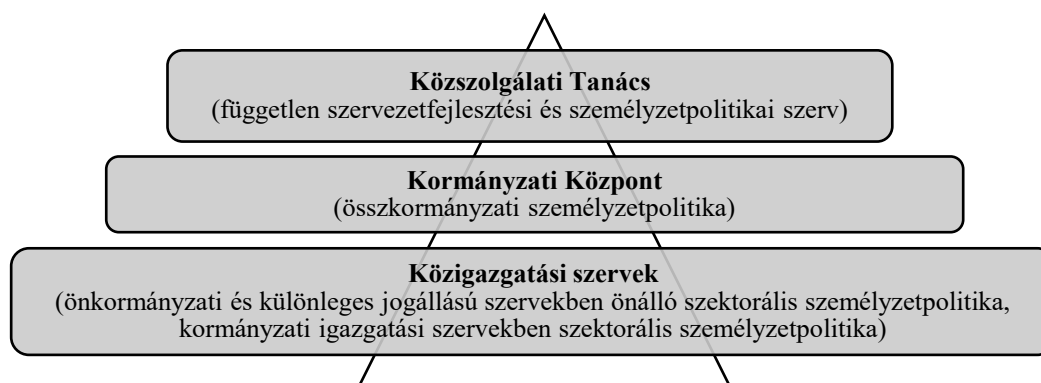 Közszolgálati Tanács
(független szervezetfejlesztési és személyzetpolitikai szerv)
Kormányzati Központ
(összkormányzati személyzetpolitika)
Közigazgatási szervek
(önkormányzati és különleges jogállású szervekben önálló szektorális személyzetpolitika,
kormányzati igazgatási szervekben szektorális személyzetpolitika)